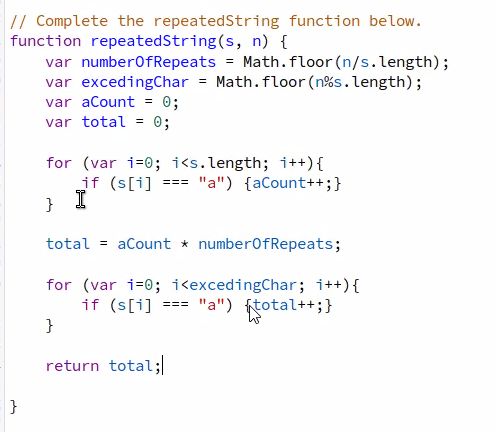 // Complete the repeatedString function below.
function repeatedString(s, n) {
    var numberOfRepeats = Math.floor(n/s.length);
    var excedingChar = Math.floor(n%s.length);
    var aCount = 0;
    var total = 0;

    for (var i=0; i<s.length; i++){
        if (s[i] === "a") {aCount++;}
    }

    total = aCount * numberOfRepeats;

    for (var i=0; i<excedingChar; i++){
        if (s[i] === "a") {total++;}
    }

    return total;

}